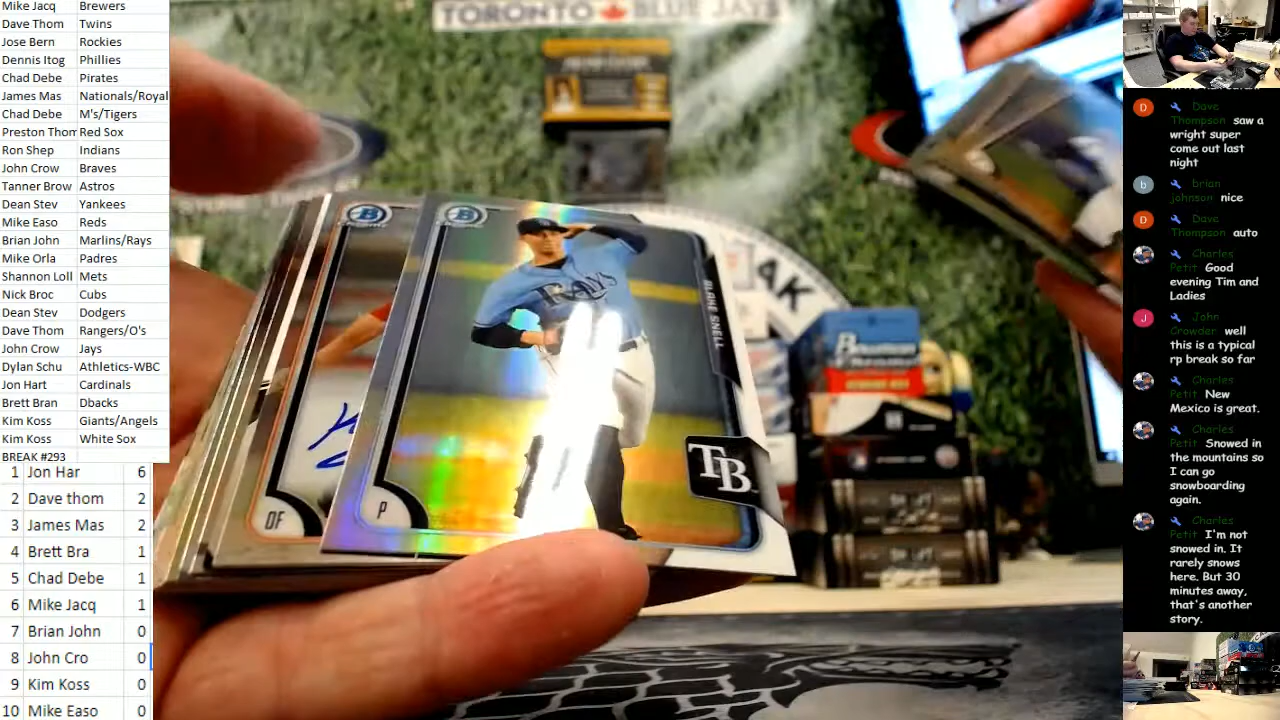 Mike Jacq Brewers
Dave Thom Twins
Jose Bern Rockies
Dennis Itog Phillies
Chad Debe Pirates
James Mas Nationals/Royal
Chad Debe M's/Tigers
Preston Thom Red Sox
Ron Shep Indians
John Crow Braves
Tanner Brow Astros
Dean Stev Yankees
Mike Easo Reds
Brian John Marlins/Rays
Mike Orla Padres
Shannon Loll Mets
Nick Broc Cubs
Dean Stev Dodgers
Dave Thom Rangers/O's
John Crow Jays
Dylan Schu Athletics-WBC
Jon Hart Cardinals
Brett Bran Dbacks
Kim Koss Giants/Angels
Kim Koss White Sox
BREAK #293
1 Jon Har 6
2 Dave thom 2
3 James Mas 2
4 Brett Bra 1
5 Chad Debe 1
6 Mike Jacq 1
7 Brian John 0
8 John Cro 0
9 Kim Koss 0
10 Mike Easo 0
TORONTO BLUE JAYS
B
B
RAYS
BLAKE SNELL
TB
P
OF
AK
Bowman
D Dave
Thompson saw a
wright super
come out last
night
b brian
johnson nice
D Dave
Thompson auto
Charles
Petit Good
evening Tim and
Ladies
J John
Crowder well
this is a typical
rp break so far
Charles
Petit New
Mexico is great.
Charles
Petit Snowed in
the mountains so
I can go
snowboarding
again.
Charles
Petit I'm not
snowed in. It
rarely snows
here. But 30
minutes away,
that's another
story.